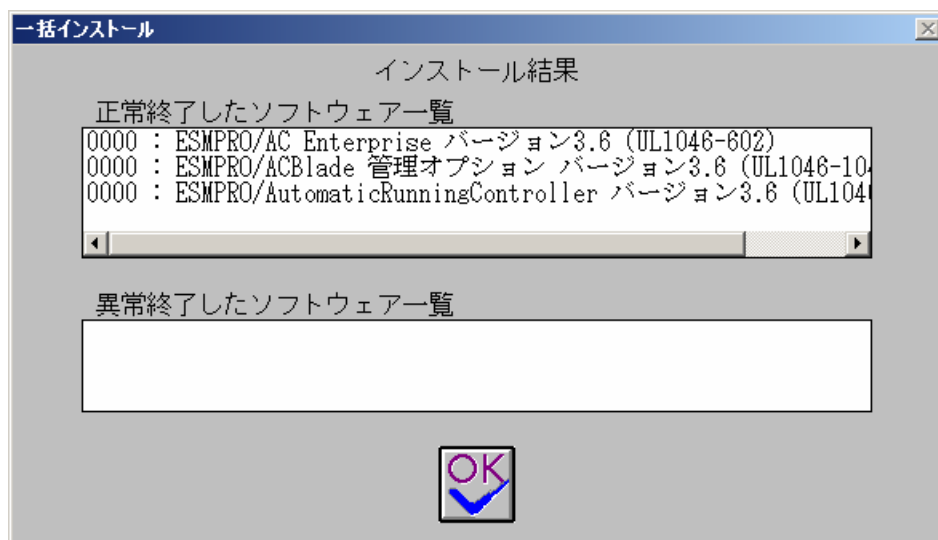 一括インストール
インストール結果
正常終了したソフトウェア一覧
0000 : ESMPRO/AC Enterprise バージョン3.6 (UL1046-602)
0000 : ESMPRO/ACBlade 管理オプション バージョン3.6 (UL1046-10
0000 : ESMPRO/AutomaticRunningController バージョン3.6 (UL104
異常終了したソフトウェア一覧
OK